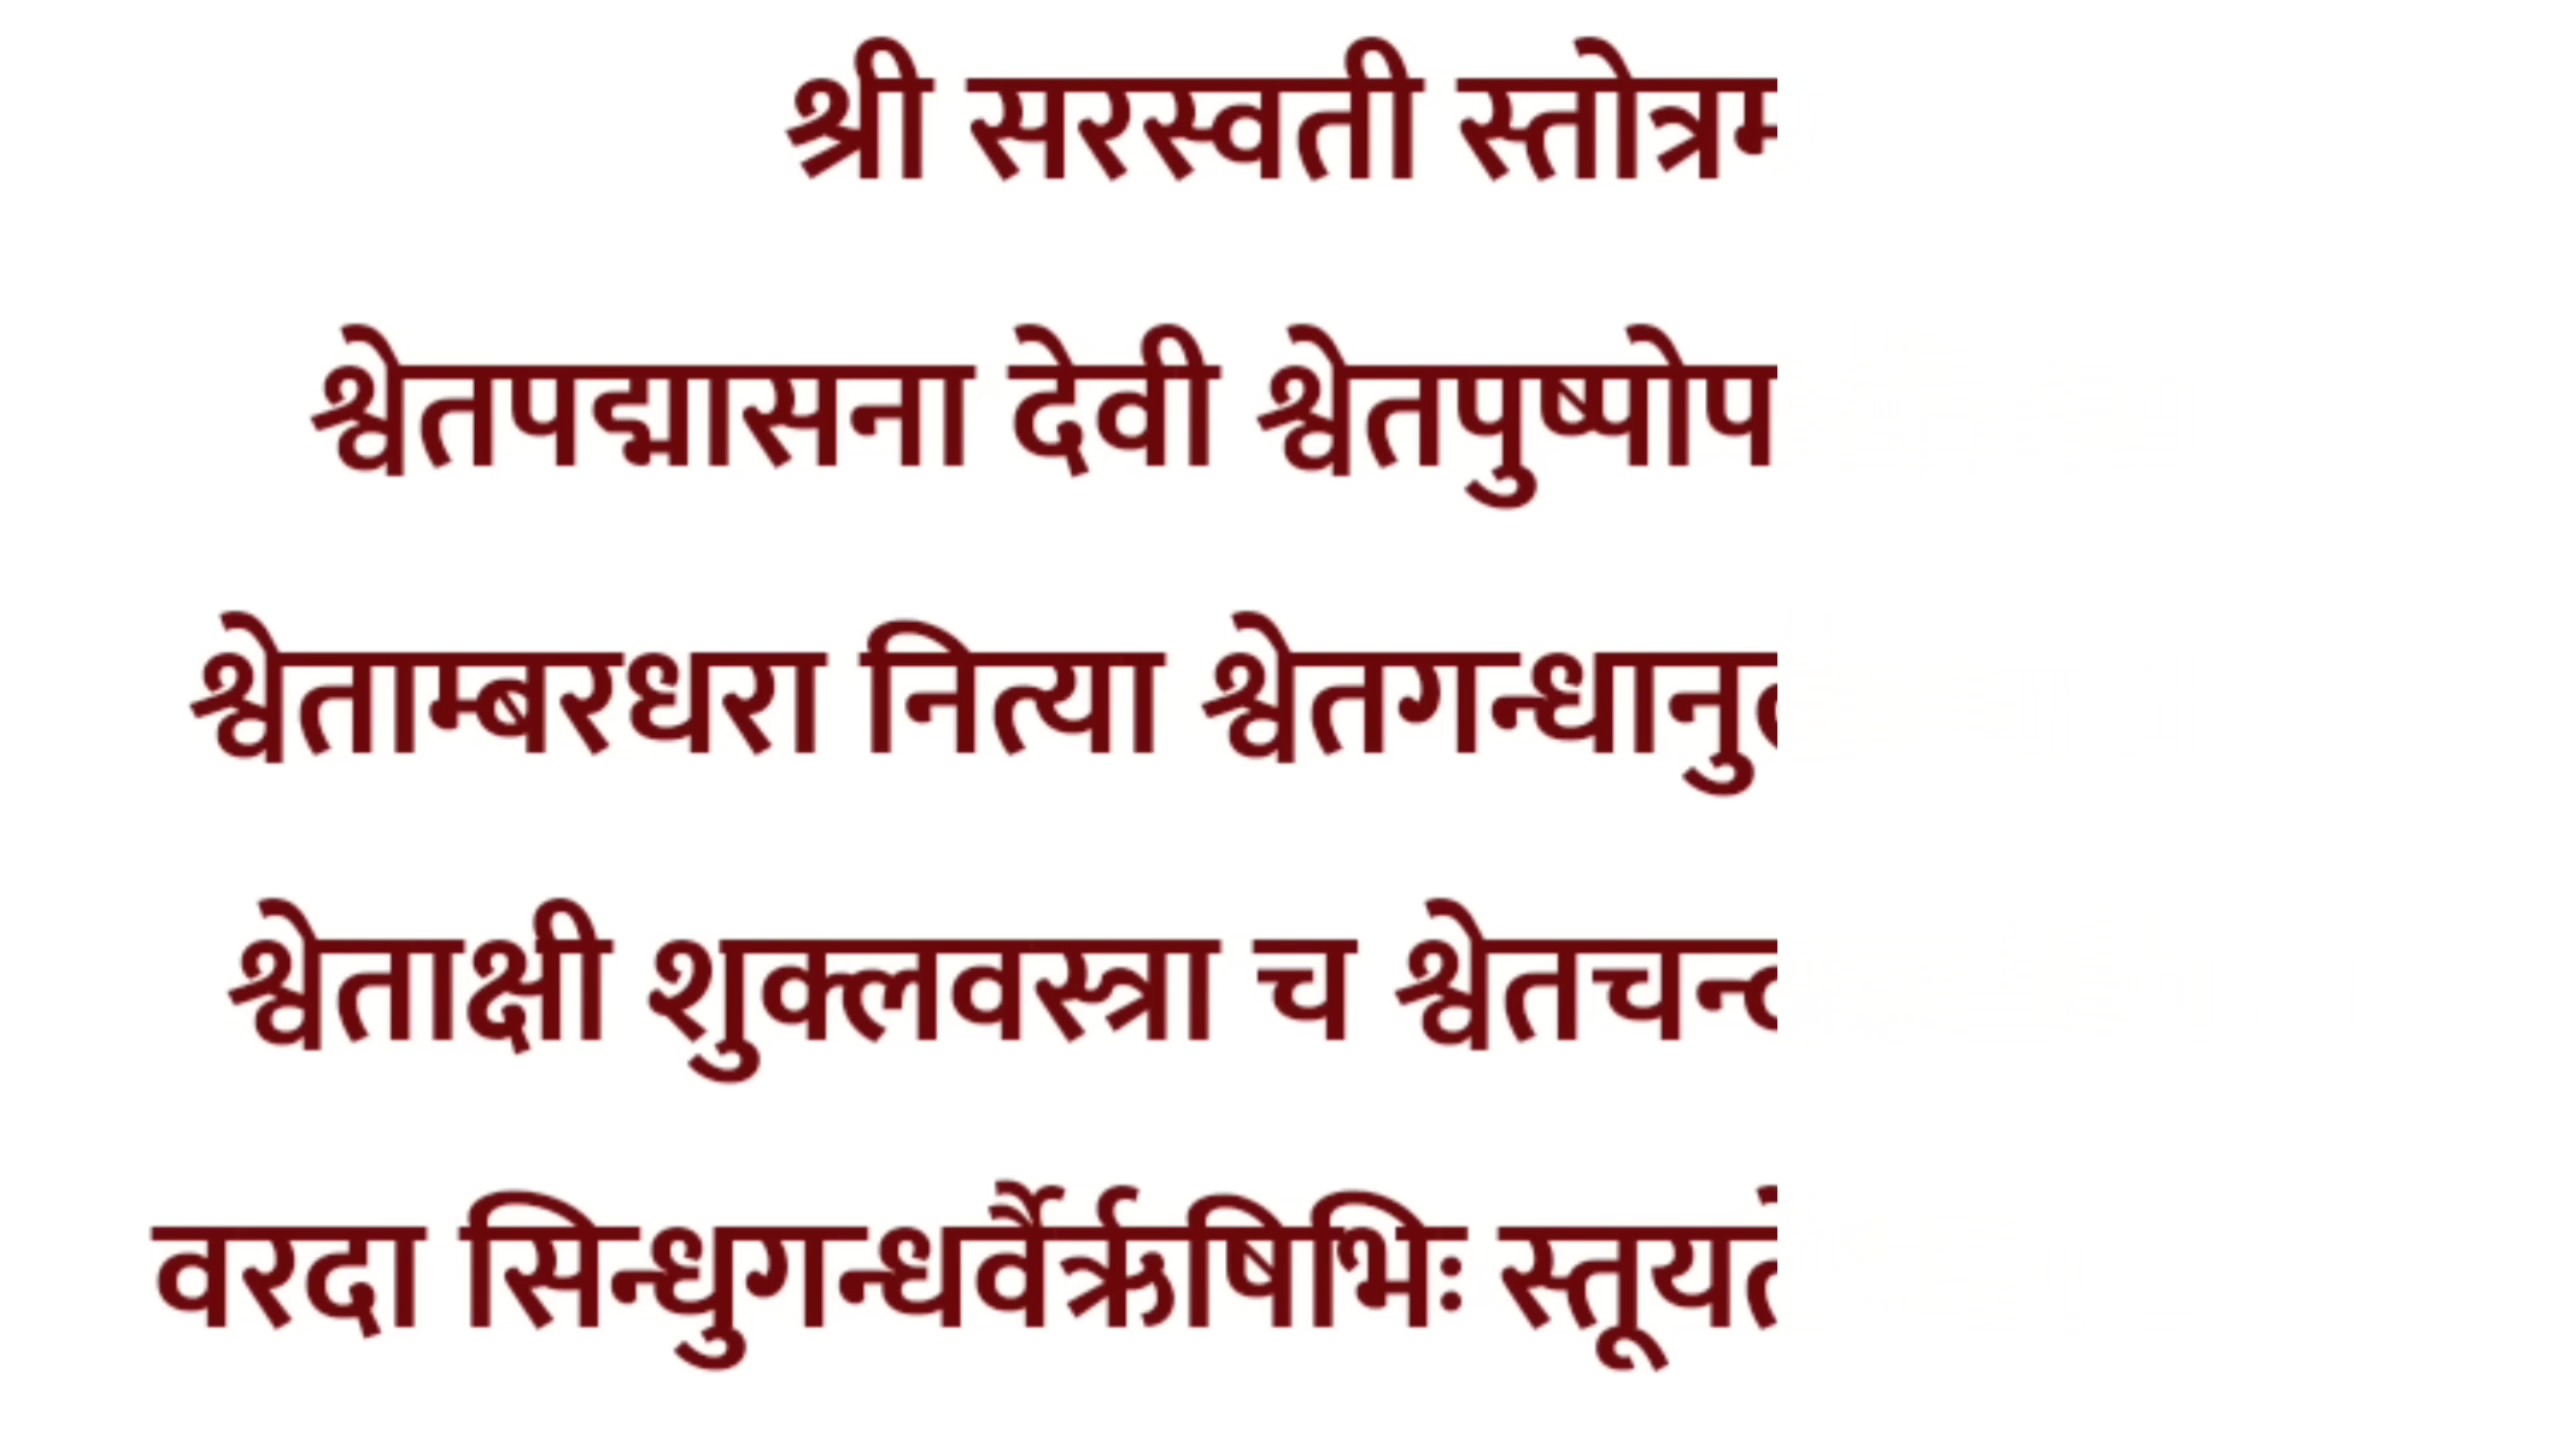 श्री सरस्वती स्तोत्रम
श्वेतपद्मासना देवी श्वेतपुष्पोप
श्वेताम्बरधरा नित्या श्वेतगन्धानु
श्वेताक्षी शुक्लवस्त्रा च श्वेतचन्
वरदा सिन्धुगन्धर्वैर्ऋषिभिः स्तूय